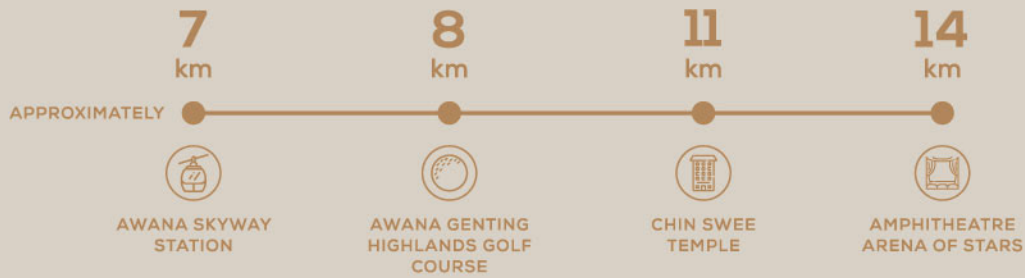 7
km
8
km
11
km
14
km
APPROXIMATELY
AWANA SKYWAY
STATION
AWANA GENTING
HIGHLANDS GOLF
COURSE
CHIN SWEE
TEMPLE
AMPHITHEATRE
ARENA OF STARS